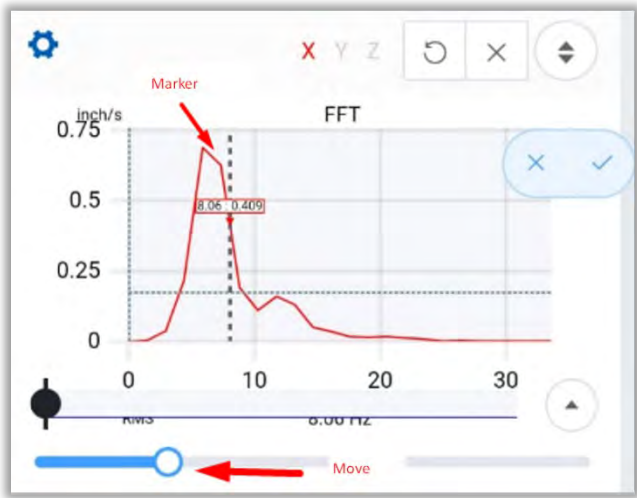 X Y Z
Marker
inch/s
FFT
0.75
0.5
8.06 : 0.409
0.25
0
0 10 20 30
RMS 8.06 Hz
Move